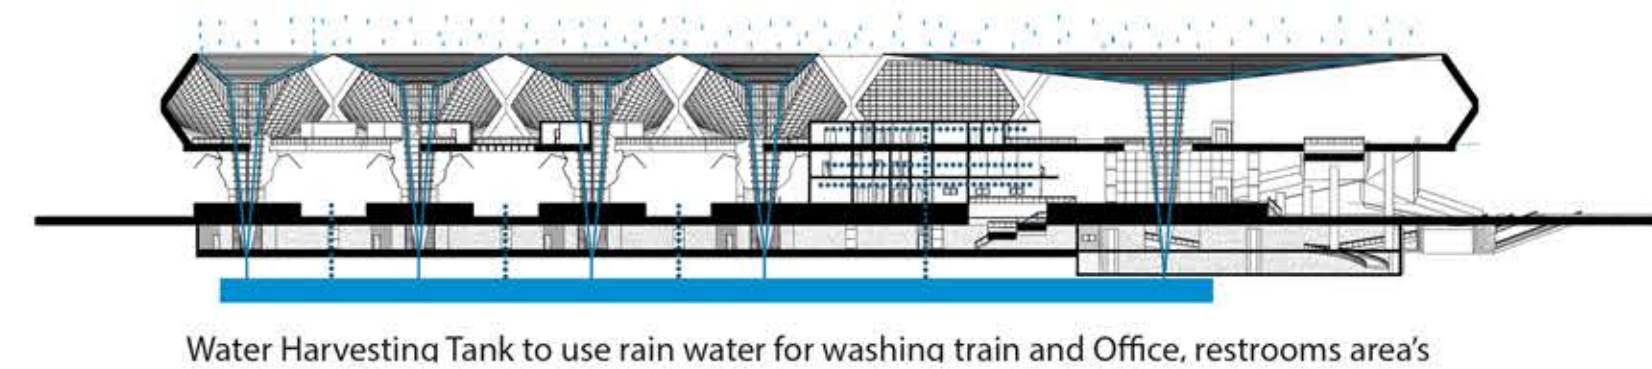 Water Harvesting Tank to use rain water for washing train and Office, restrooms area's